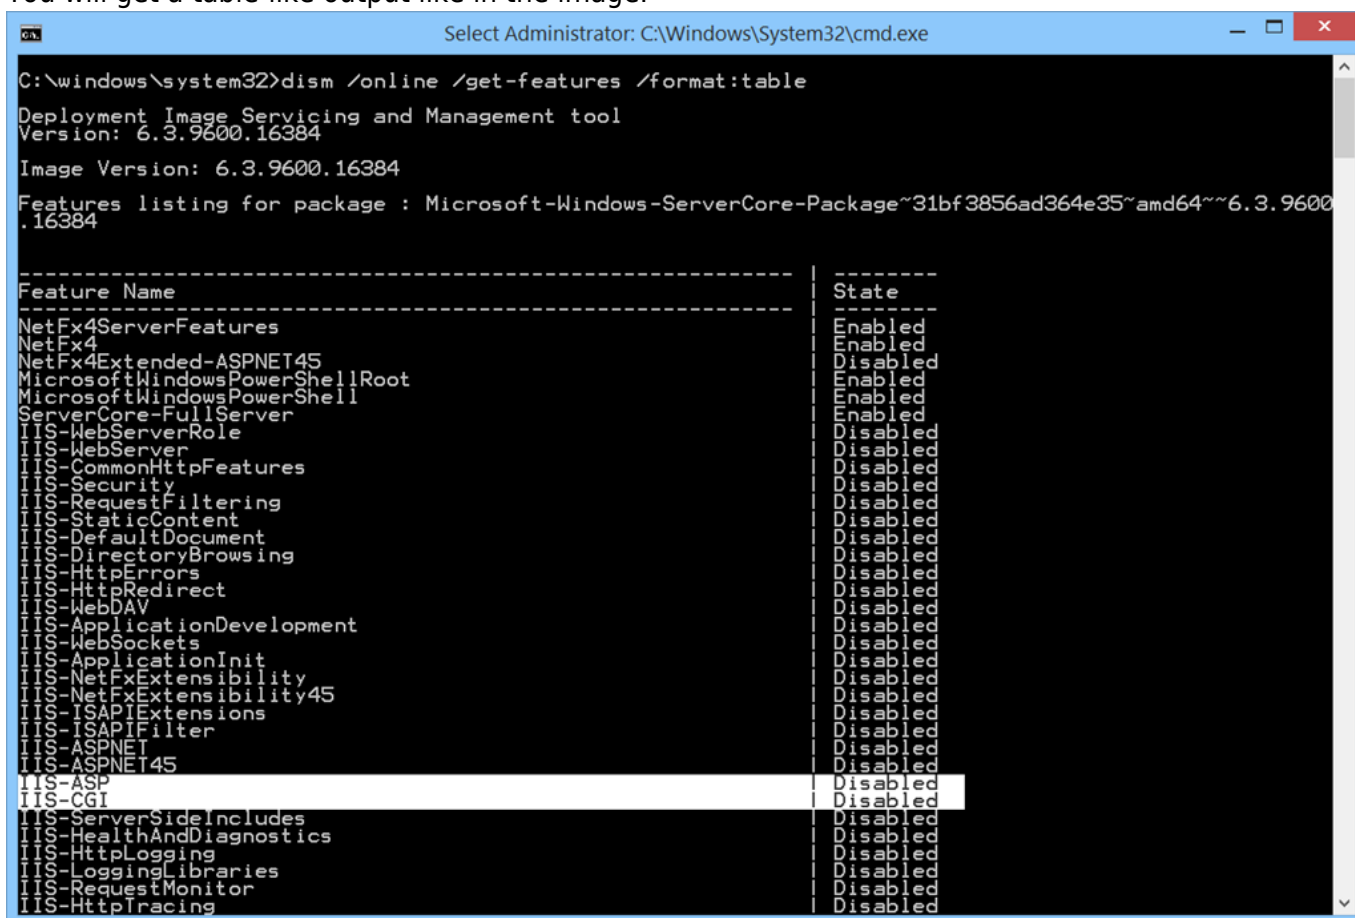 You will get a table like output like in the image.
Select Administrator: C:\Windows\System32\cmd.exe
C:\windows\system32>dism /online /get-features /format:table
Deployment Image Servicing and Management tool
Version: 6.3.9600.16384
Image Version: 6.3.9600.16384
Features listing for package : Microsoft-Windows-ServerCore-Package~31bf3856ad364e35~amd64~~6.3.9600
.16384
----------------------------------------------------------- | --------
Feature Name | State
----------------------------------------------------------- | --------
NetFx4ServerFeatures | Enabled
NetFx4 | Enabled
NetFx4Extended-ASPNET45 | Disabled
MicrosoftWindowsPowerShellRoot | Enabled
MicrosoftWindowsPowerShell | Enabled
ServerCore-FullServer | Enabled
IIS-WebServerRole | Disabled
IIS-WebServer | Disabled
IIS-CommonHttpFeatures | Disabled
IIS-Security | Disabled
IIS-RequestFiltering | Disabled
IIS-StaticContent | Disabled
IIS-DefaultDocument | Disabled
IIS-DirectoryBrowsing | Disabled
IIS-HttpErrors | Disabled
IIS-HttpRedirect | Disabled
IIS-WebDAV | Disabled
IIS-ApplicationDevelopment | Disabled
IIS-WebSockets | Disabled
IIS-ApplicationInit | Disabled
IIS-NetFxExtensibility | Disabled
IIS-NetFxExtensibility45 | Disabled
IIS-ISAPIExtensions | Disabled
IIS-ISAPIFilter | Disabled
IIS-ASPNET | Disabled
IIS-ASPNET45 | Disabled
IIS-ASP | Disabled
IIS-CGI | Disabled
IIS-ServerSideIncludes | Disabled
IIS-HealthAndDiagnostics | Disabled
IIS-HttpLogging | Disabled
IIS-LoggingLibraries | Disabled
IIS-RequestMonitor | Disabled
IIS-HttpTracing | Disabled